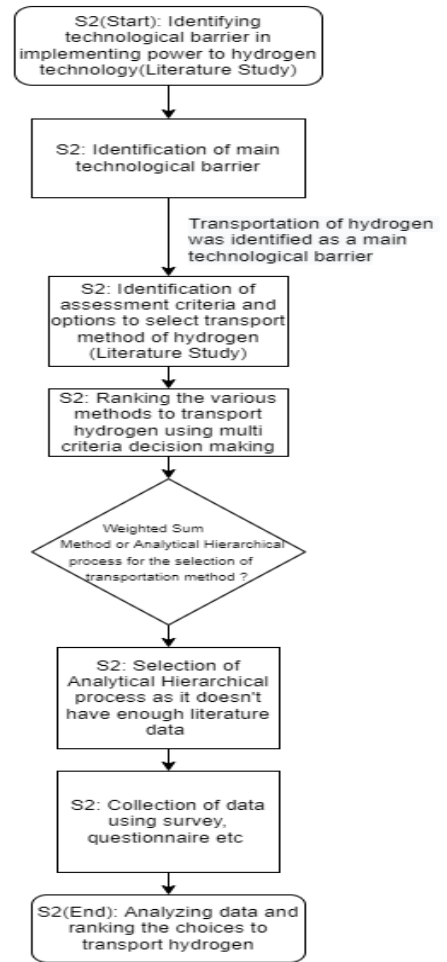 S2(Start): Identifying
technological barrier in
implementing power to hydrogen
technology(Literature Study)
S2: Identification of main
technological barrier
Transportation of hydrogen
was identified as a main
technological barrier
S2: Identification of
assessment criteria and
options to select transport
method of hydrogen
(Literature Study)
S2: Ranking the various
methods to transport
hydrogen using multi
criteria decision making
Weighted Sum
Method or Analytical Hierarchical
process for the selection of
transportation method ?
S2: Selection of
Analytical Hierarchical
process as it doesn't
have enough literature
data
S2: Collection of data
using survey,
questionnaire etc
S2(End): Analyzing data and
ranking the choices to
transport hydrogen